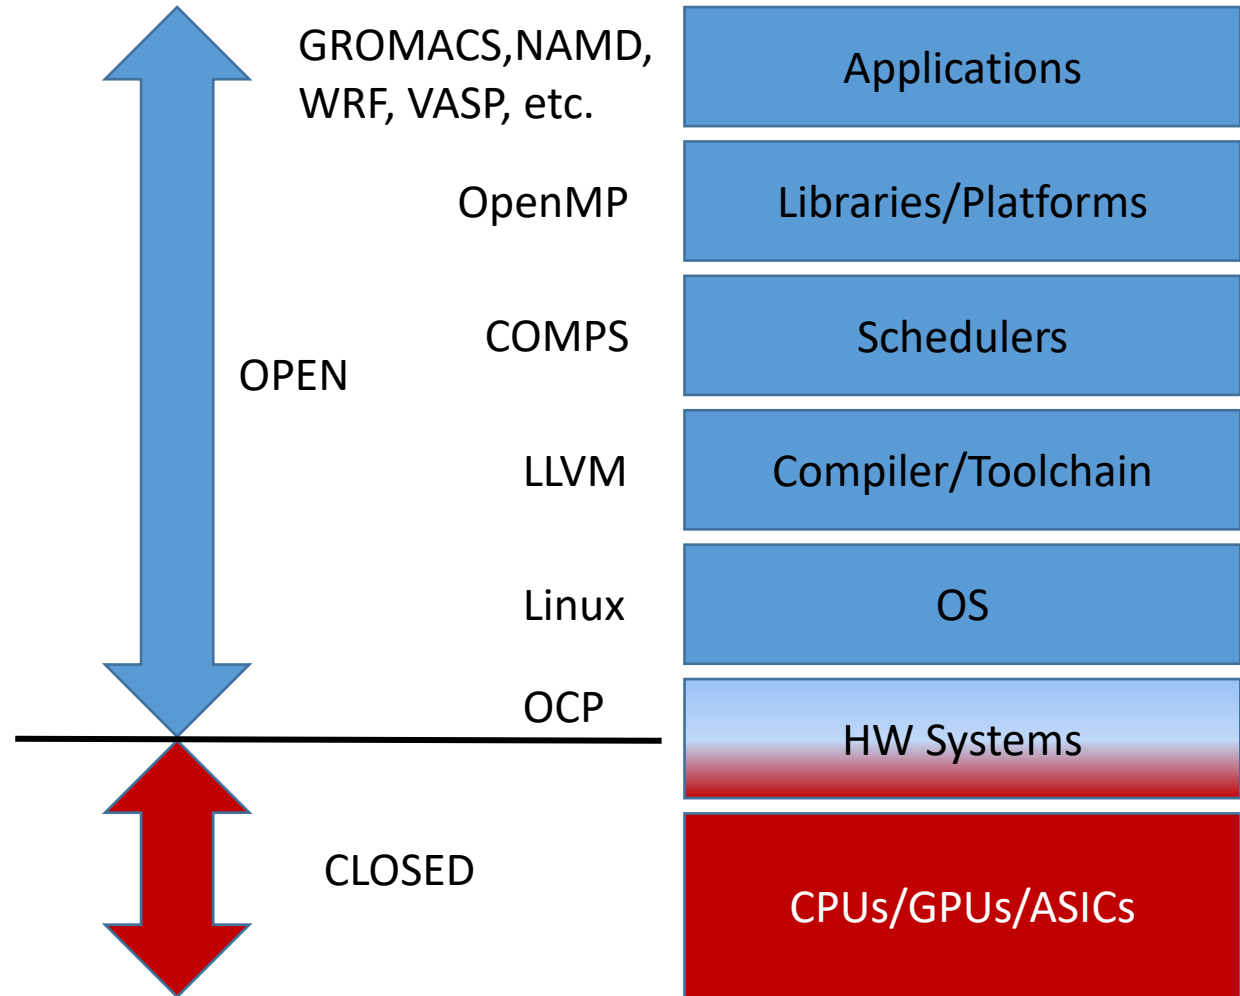 GROMACS,NAMD,
WRF, VASP, etc.
Applications
OpenMP
Libraries/Platforms
COMPS
Schedulers
OPEN
LLVM
Compiler/Toolchain
Linux
OS
OCP
HW Systems
CLOSED
CPUs/GPUs/ASICs